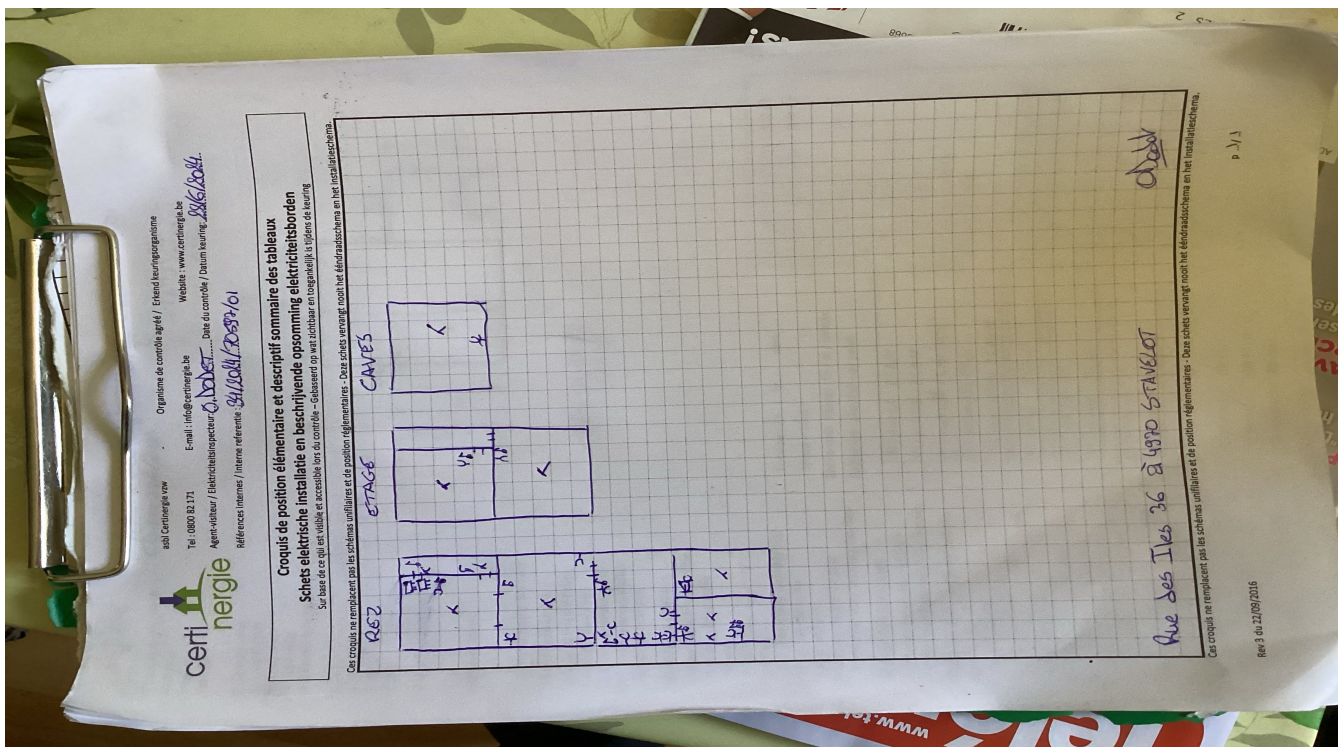 certi
nergie
asbl Certinergie vzw - Organisme de contrôle agréé / Erkend keuringsorganisme
Tel : 0800 82 171 E-mail : info@certinergie.be Website : www.certinergie.be
Agent-visiteur / Elektriciteitsinspecteur: O. DODET Date du contrôle / Datum keuring: 28/6/2024
Références internes / Interne referentie :
Croquis de position élémentaire et descriptif sommaire des tableaux
Schets elektrische installatie en beschrijvende opsomming elektriciteitsborden
Sur base de ce qui est visible et accessible lors du contrôle – Gebaseerd op wat zichtbaar en toegankelijk is tijdens de keuring
Ces croquis ne remplacent pas les schémas unifilaires et de position réglementaires - Deze schets vervangt nooit het ééndraadsschema en het installatieschema.
REZ ETAGE CAVES
Rue des Iles 36 à 4970 STAVELOT
Ces croquis ne remplacent pas les schémas unifilaires et de position réglementaires - Deze schets vervangt nooit het ééndraadsschema en het installatieschema.
Rev 3 du 22/09/2016